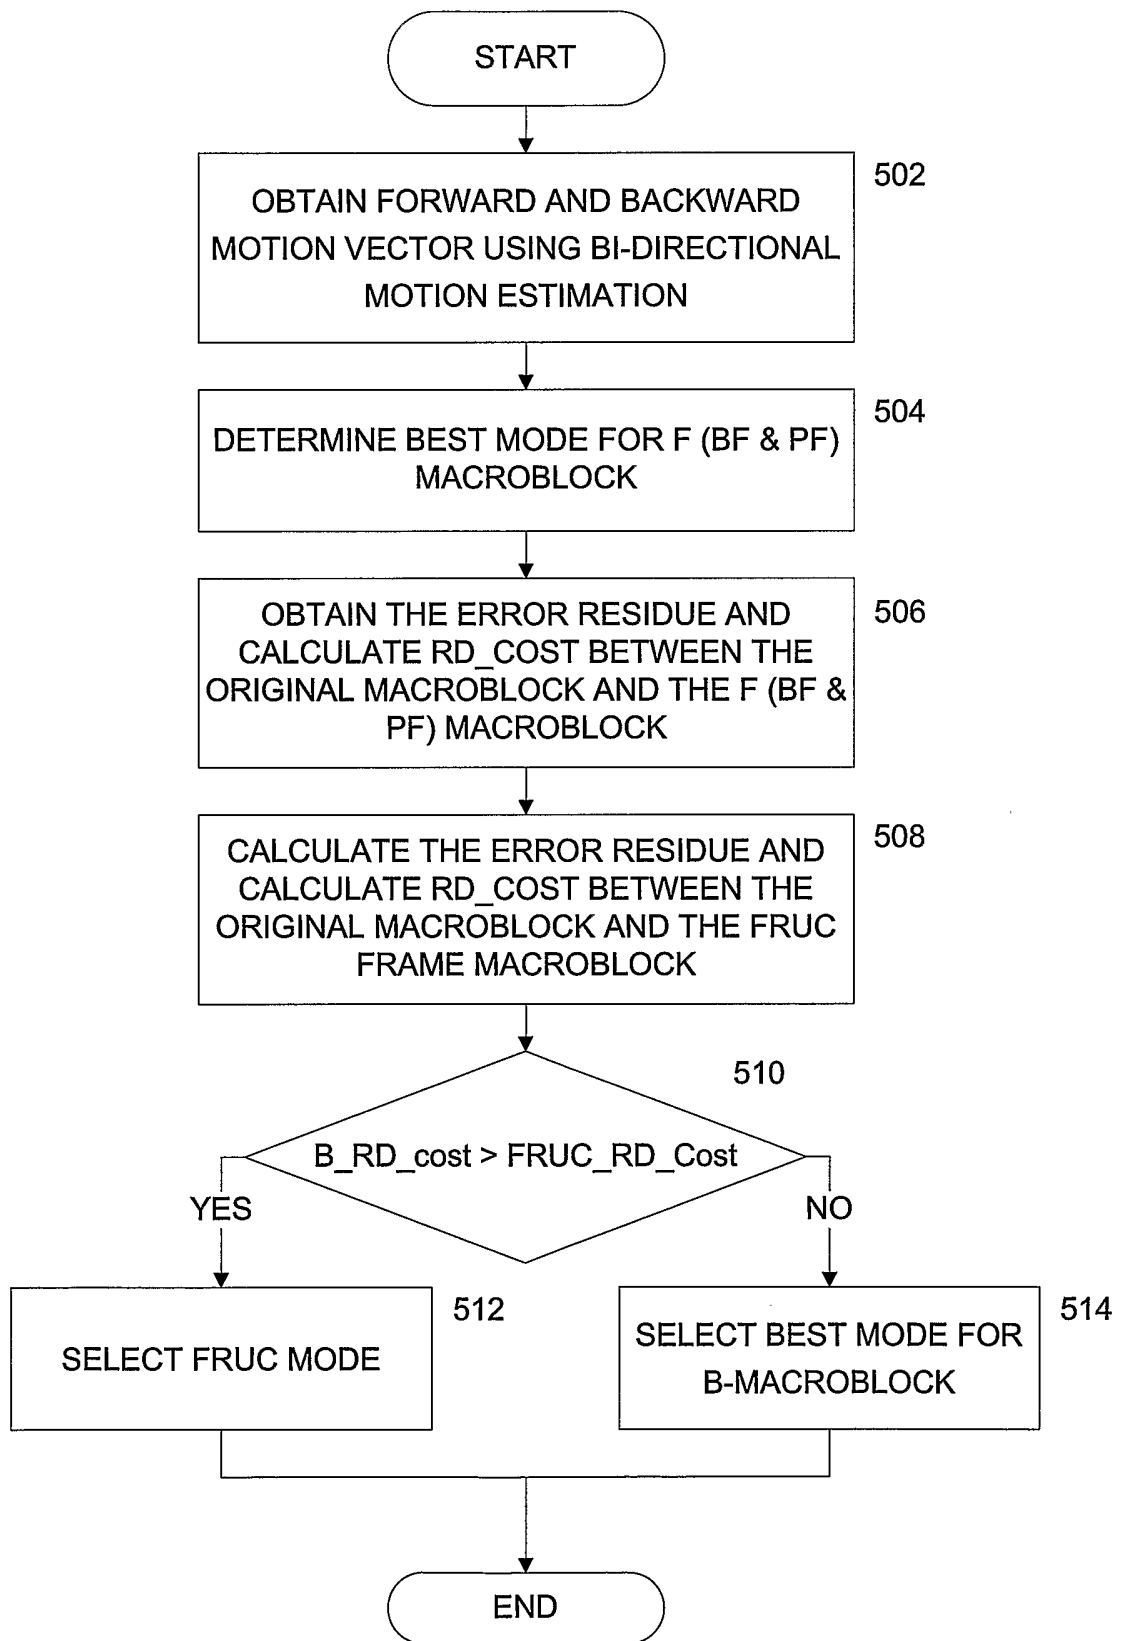 START
502
OBTAIN FORWARD AND BACKWARD
MOTION VECTOR USING BI-DIRECTIONAL
MOTION ESTIMATION
504
DETERMINE BEST MODE FOR F (BF & PF)
MACROBLOCK
506
OBTAIN THE ERROR RESIDUE AND
CALCULATE RD_COST BETWEEN THE
ORIGINAL MACROBLOCK AND THE F (BF &
PF) MACROBLOCK
508
CALCULATE THE ERROR RESIDUE AND
CALCULATE RD_COST BETWEEN THE
ORIGINAL MACROBLOCK AND THE FRUC
FRAME MACROBLOCK
510
B_RD_cost > FRUC_RD_Cost
YES
NO
512
SELECT FRUC MODE
514
SELECT BEST MODE FOR
B-MACROBLOCK
END